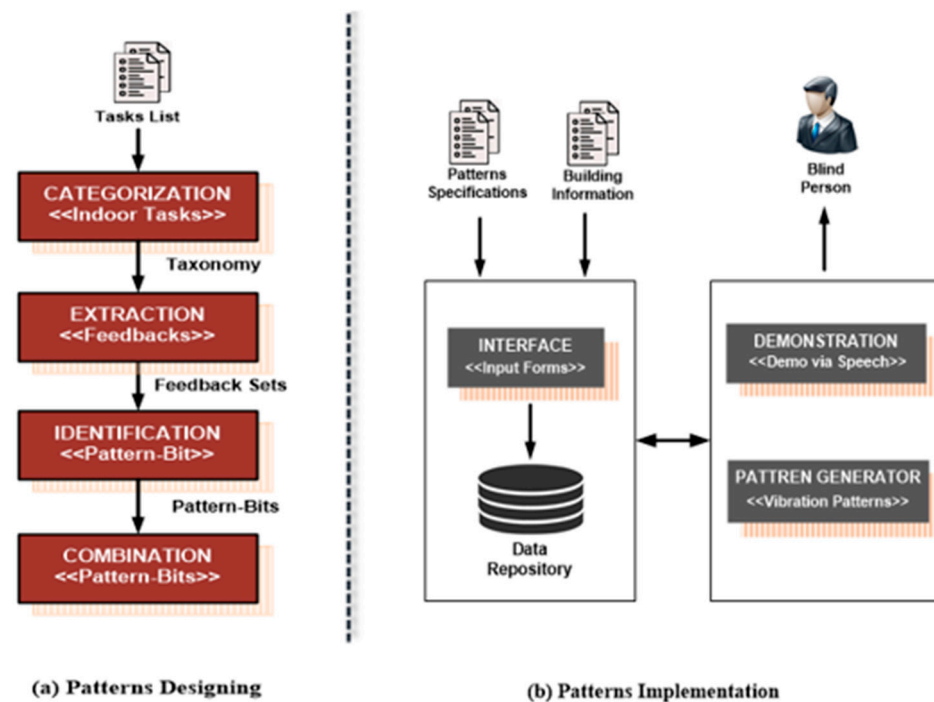 Tasks List
CATEGORIZATION
<<Indoor Tasks>>
Taxonomy
EXTRACTION
<<Feedbacks>>
Feedback Sets
IDENTIFICATION
<<Pattern-Bit>>
Pattern-Bits
COMBINATION
<<Pattern-Bits>>
(a) Patterns Designing
Patterns
Specifications
Building
Information
Blind
Person
INTERFACE
<<Input Forms>>
Data
Repository
DEMONSTRATION
<<Demo via Speech>>
PATTREN GENERATOR
<<Vibration Patterns>>
(b) Patterns Implementation